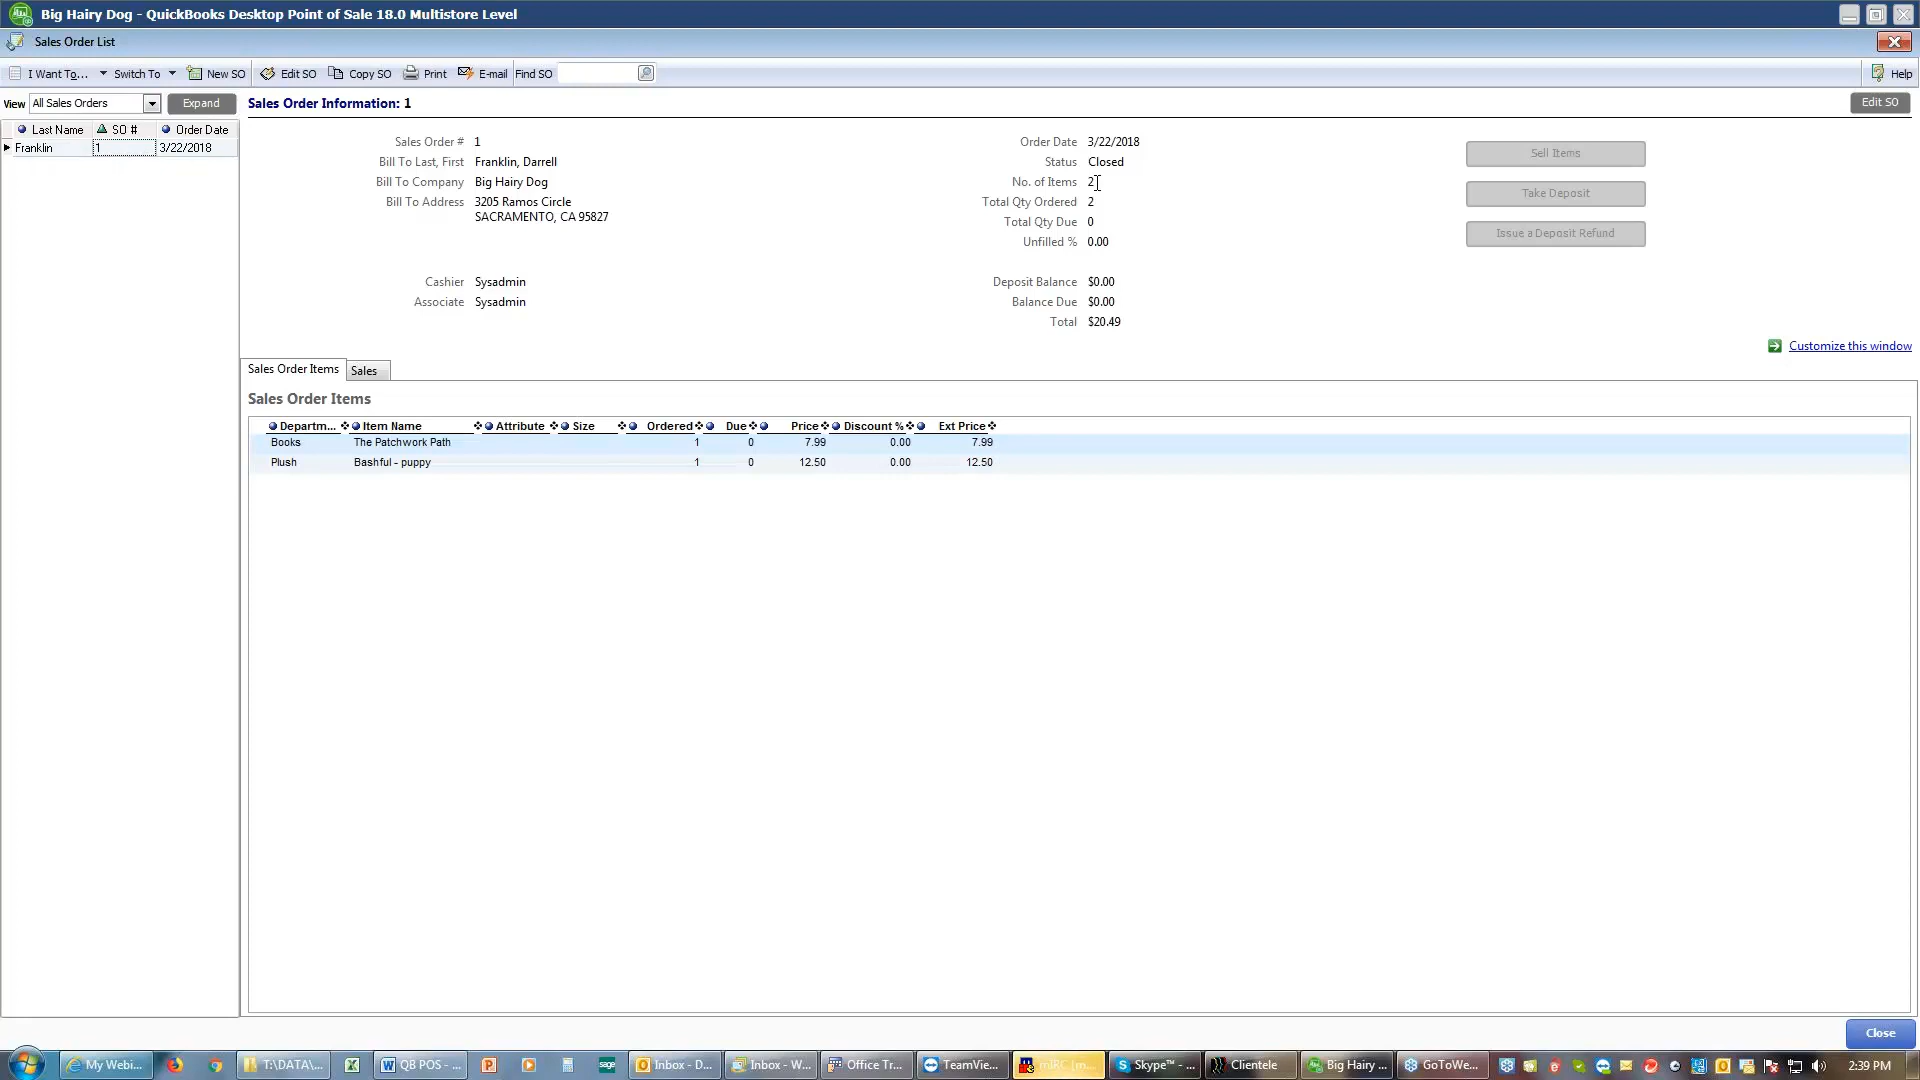 Big Hairy Dog - QuickBooks Desktop Point of Sale 18.0 Multistore Level
Sales Order List
I Want To... Switch To New SO Edit SO Copy SO Print E-mail Find SO Help
View All Sales Orders Expand Sales Order Information: 1 Edit SO
Last Name SO # Order Date
Franklin 1 3/22/2018
Sales Order # 1
Bill To Last, First Franklin, Darrell
Bill To Company Big Hairy Dog
Bill To Address 3205 Ramos Circle
SACRAMENTO, CA 95827
Cashier Sysadmin
Associate Sysadmin
Order Date 3/22/2018
Status Closed
No. of Items 2
Total Qty Ordered 2
Total Qty Due 0
Unfilled % 0.00
Deposit Balance $0.00
Balance Due $0.00
Total $20.49
Sell Items
Take Deposit
Issue a Deposit Refund
Customize this window
Sales Order Items Sales
Sales Order Items
Departm... Item Name Attribute Size Ordered Due Price Discount % Ext Price
Books The Patchwork Path 1 0 7.99 0.00 7.99
Plush Bashful - puppy 1 0 12.50 0.00 12.50
Close
My Webi... T:\DATA\... QB POS - ... sage Inbox - D... Inbox - W... Office Tr... TeamVie... mIRC [m... Skype™ - ... Clientele Big Hairy ... GoToWe... 2:39 PM